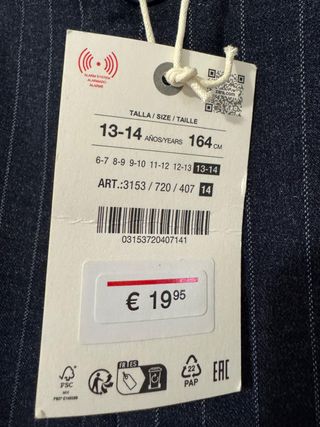 ALARM SYSTEM
ALARMADO
ALARME
TALLA / SIZE / TAILLE
13-14 AÑOS/YEARS 164 CM
6-7 8-9 9-10 11-12 12-13 13-14
ART.:3153 / 720 / 407 14
03153720407141
€ 19 95
FR ES
FSC
22
PAP
EAC